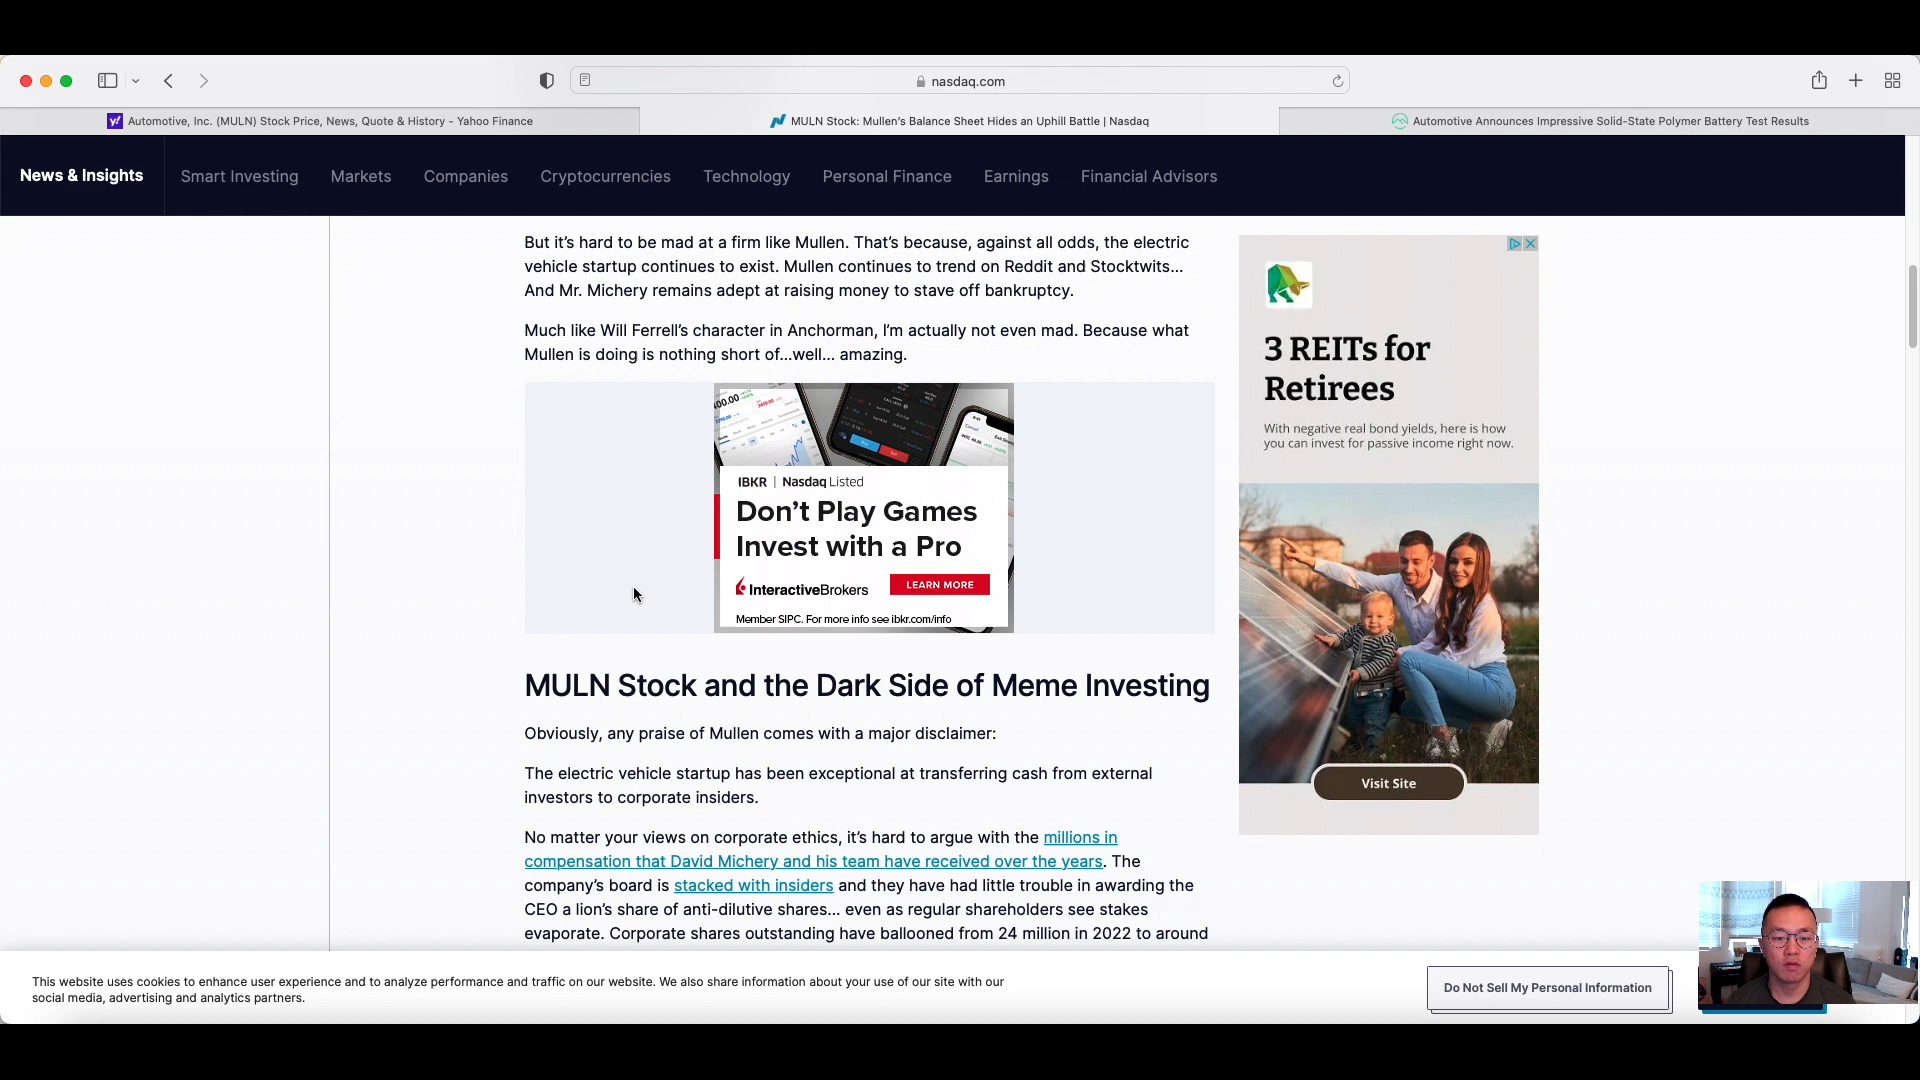 nasdaq.com
Automotive, Inc. (MULN) Stock Price, News, Quote & History - Yahoo Finance
MULN Stock: Mullen's Balance Sheet Hides an Uphill Battle | Nasdaq
Automotive Announces Impressive Solid-State Polymer Battery Test Results
News & Insights
Smart Investing
Markets
Companies
Cryptocurrencies
Technology
Personal Finance
Earnings
Financial Advisors
But it's hard to be mad at a firm like Mullen. That's because, against all odds, the electric
vehicle startup continues to exist. Mullen continues to trend on Reddit and Stocktwits…
And Mr. Michery remains adept at raising money to stave off bankruptcy.
Much like Will Ferrell's character in Anchorman, I'm actually not even mad. Because what
Mullen is doing is nothing short of…well… amazing.
IBKR | Nasdaq Listed
Don't Play Games
Invest with a Pro
InteractiveBrokers
LEARN MORE
Member SIPC. For more info see ibkr.com/info
MULN Stock and the Dark Side of Meme Investing
Obviously, any praise of Mullen comes with a major disclaimer:
The electric vehicle startup has been exceptional at transferring cash from external
investors to corporate insiders.
No matter your views on corporate ethics, it's hard to argue with the millions in
compensation that David Michery and his team have received over the years. The
company's board is stacked with insiders and they have had little trouble in awarding the
CEO a lion's share of anti-dilutive shares… even as regular shareholders see stakes
evaporate. Corporate shares outstanding have ballooned from 24 million in 2022 to around
3 REITs for
Retirees
With negative real bond yields, here is how
you can invest for passive income right now.
Visit Site
This website uses cookies to enhance user experience and to analyze performance and traffic on our website. We also share information about your use of our site with our
social media, advertising and analytics partners.
Do Not Sell My Personal Information